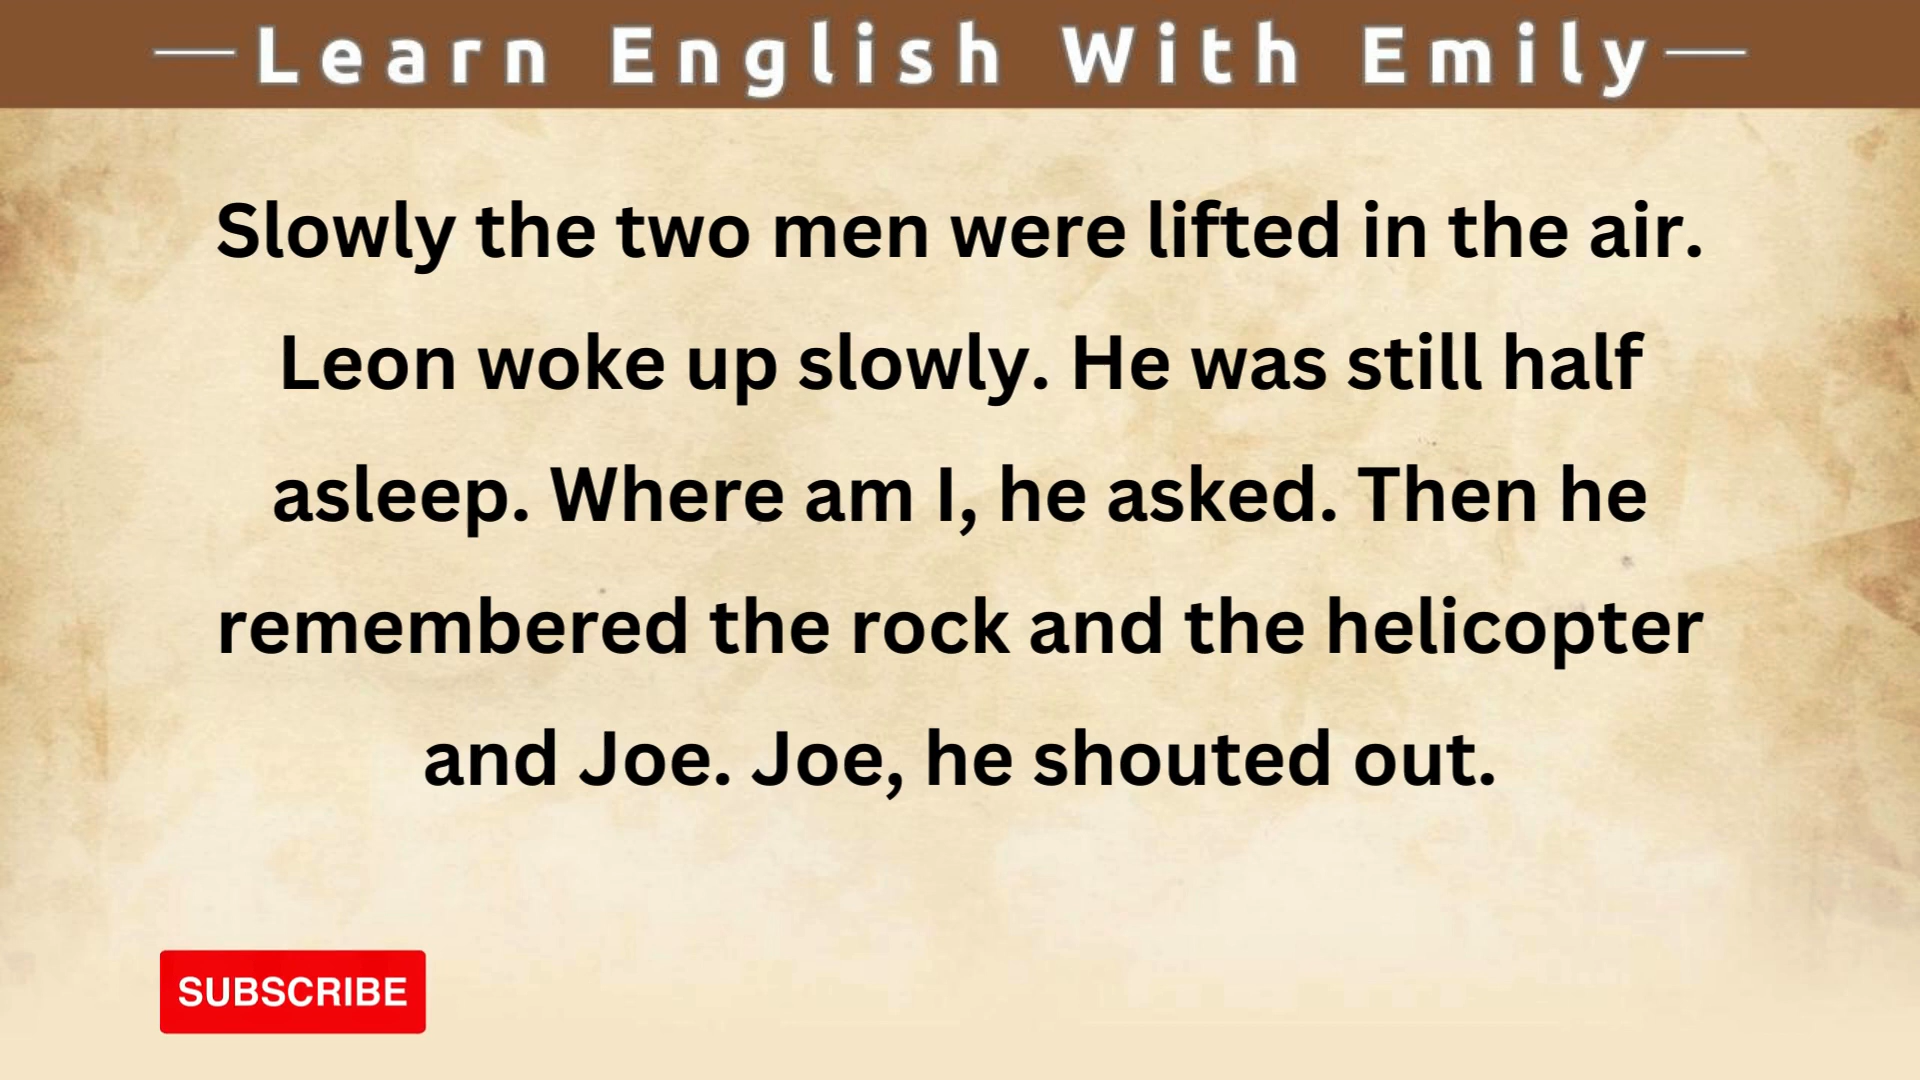 Learn English With Emily
Slowly the two men were lifted in the air.
Leon woke up slowly. He was still half
asleep. Where am I, he asked. Then he
remembered the rock and the helicopter
and Joe. Joe, he shouted out.
SUBSCRIBE